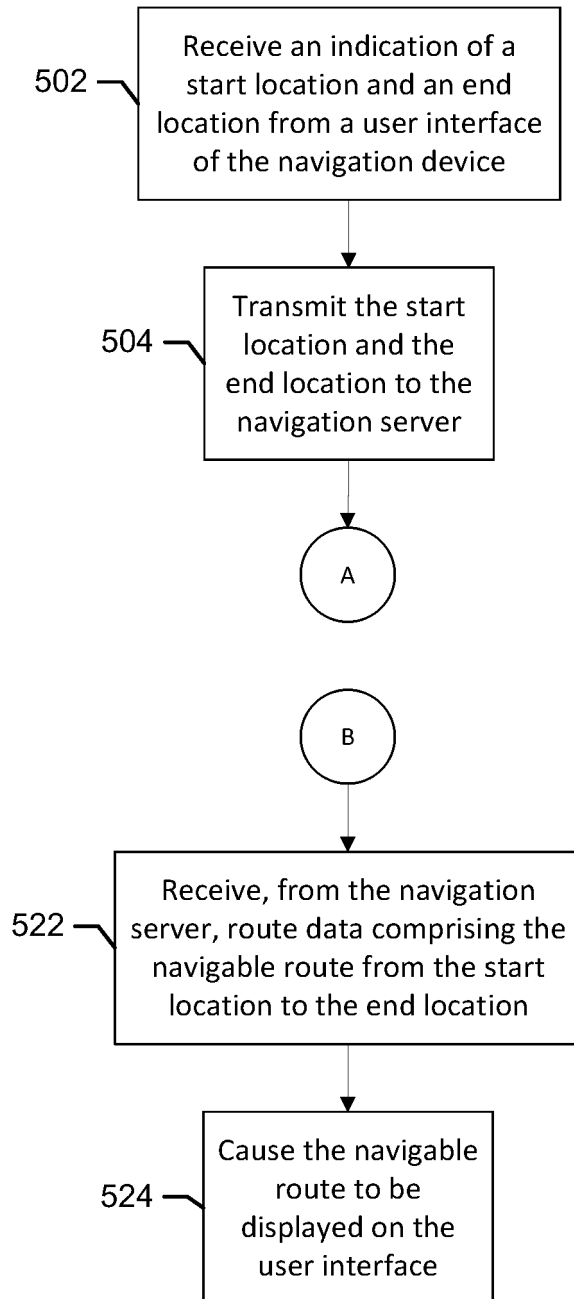 502
Receive an indication of a
start location and an end
location from a user interface
of the navigation device
504
Transmit the start
location and the
end location to the
navigation server
A
B
522
Receive, from the navigation
server, route data comprising the
navigable route from the start
location to the end location
524
Cause the navigable
route to be
displayed on the
user interface